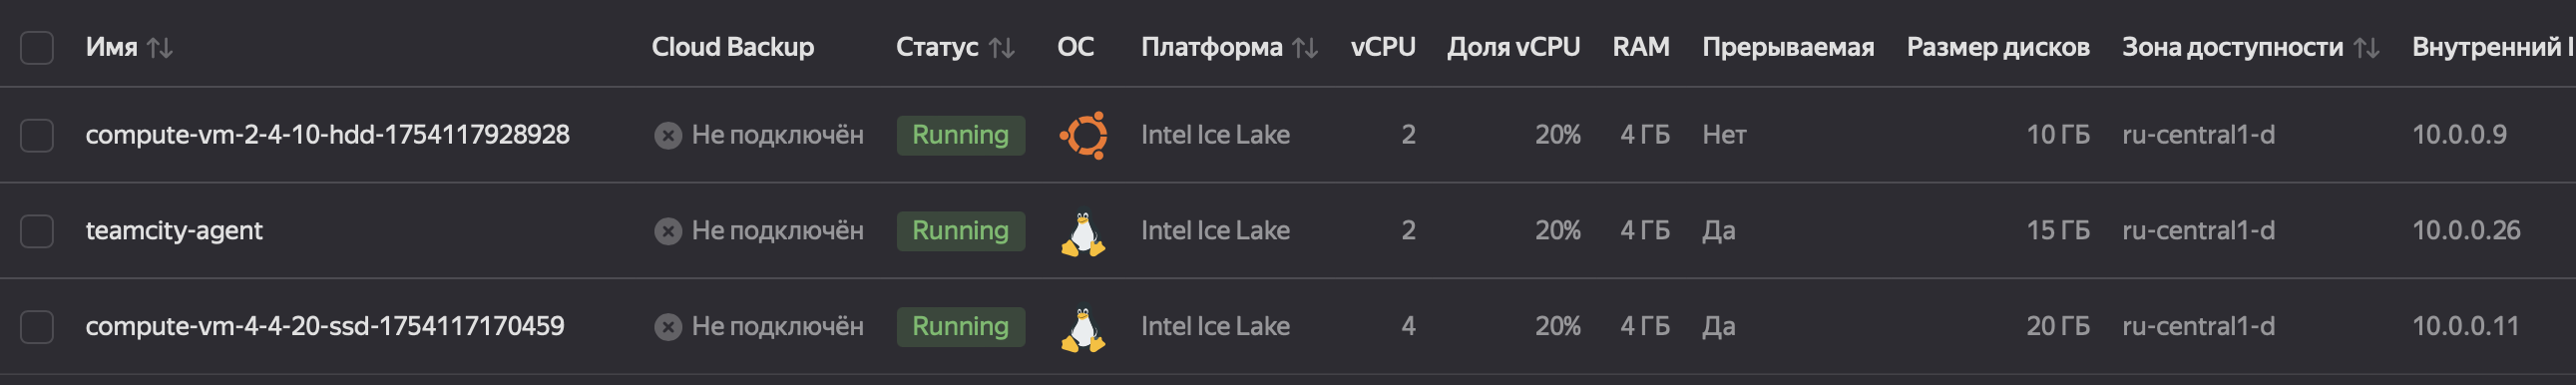 Имя Cloud Backup Статус ОС Платформа vCPU Доля vCPU RAM Прерываемая Размер дисков Зона доступности Внутренний I
compute-vm-2-4-10-hdd-1754117928928 Не подключён Running Intel Ice Lake 2 20% 4 ГБ Нет 10 ГБ ru-central1-d 10.0.0.9
teamcity-agent Не подключён Running Intel Ice Lake 2 20% 4 ГБ Да 15 ГБ ru-central1-d 10.0.0.26
compute-vm-4-4-20-ssd-1754117170459 Не подключён Running Intel Ice Lake 4 20% 4 ГБ Да 20 ГБ ru-central1-d 10.0.0.11